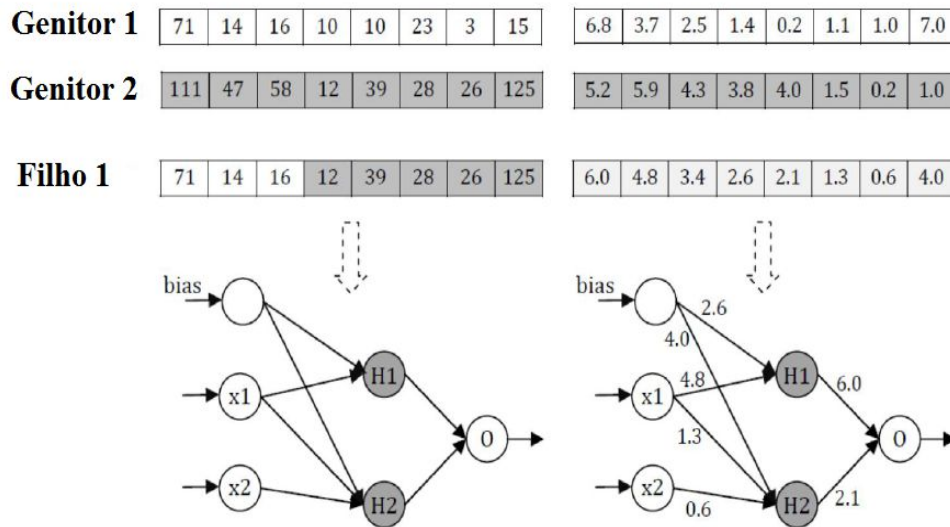 Genitor 1 71 14 16 10 10 23 3 15 6.8 3.7 2.5 1.4 0.2 1.1 1.0 7.0
Genitor 2 111 47 58 12 39 28 26 125 5.2 5.9 4.3 3.8 4.0 1.5 0.2 1.0
Filho 1 71 14 16 12 39 28 26 125 6.0 4.8 3.4 2.6 2.1 1.3 0.6 4.0
bias
x1
x2
H1
H2
O
bias
x1
x2
2.6
4.0
4.8
1.3
0.6
H1
H2
6.0
2.1
O